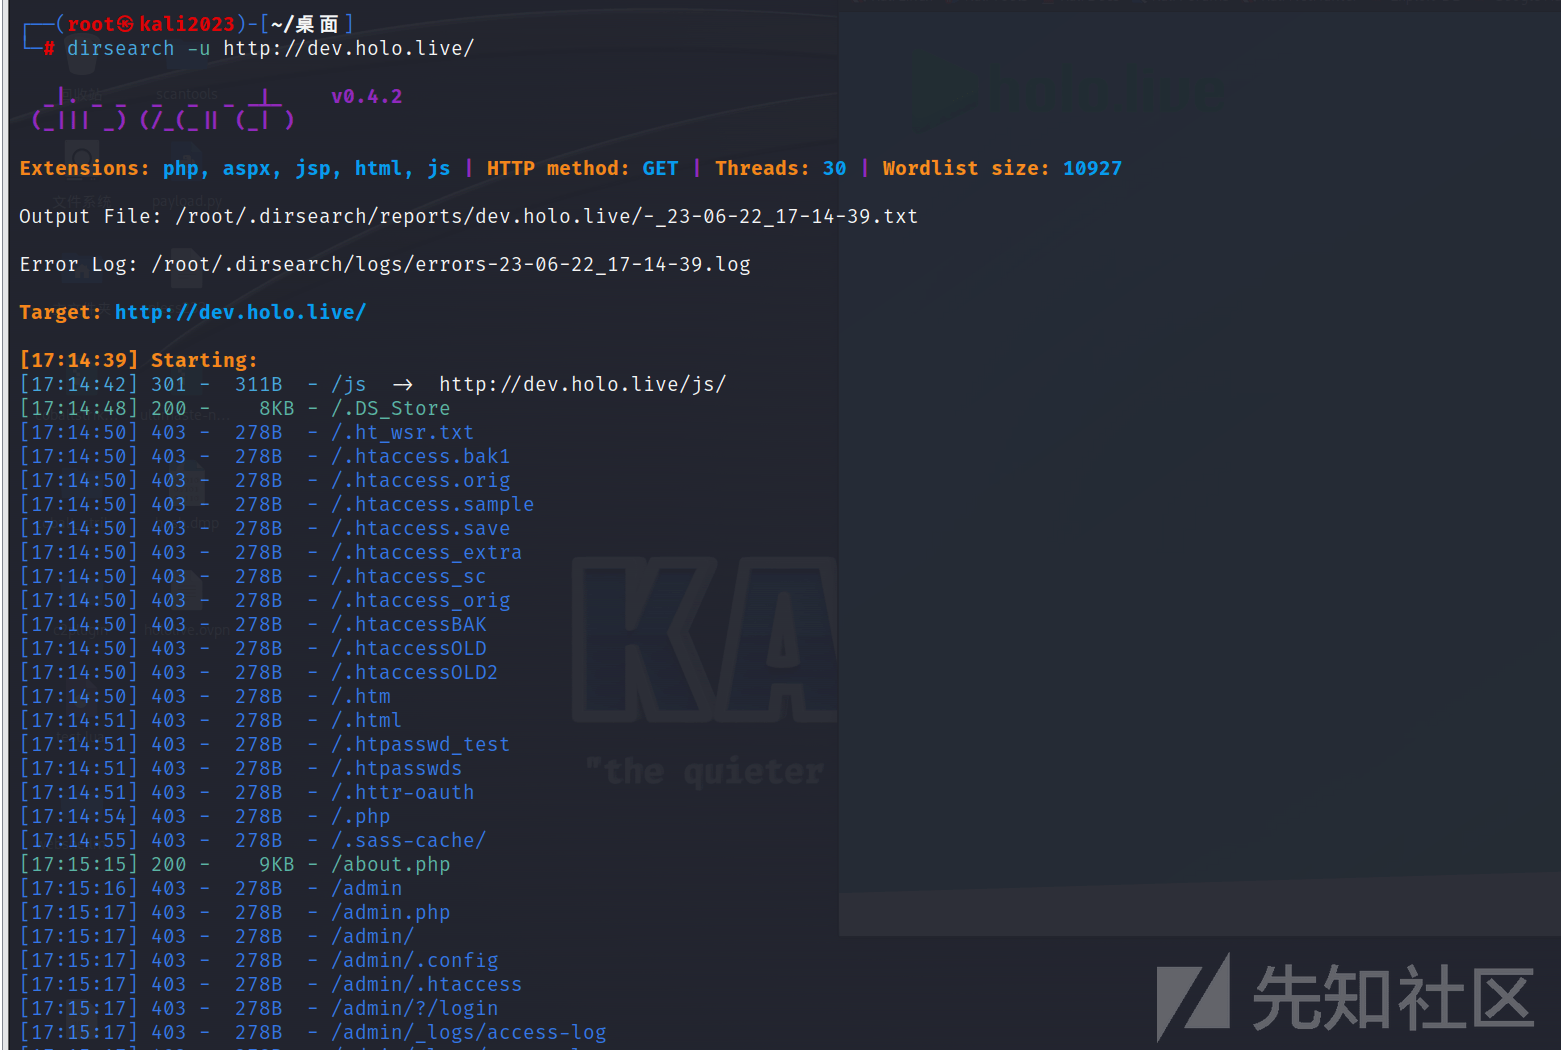 ┌──(root㉿kali2023)-[~/桌面]
└─# dirsearch -u http://dev.holo.live/
_|. _ _  _  _  _ _|_    v0.4.2
(_||| _) (/_(_|| (_| )
Extensions: php, aspx, jsp, html, js | HTTP method: GET | Threads: 30 | Wordlist size: 10927
Output File: /root/.dirsearch/reports/dev.holo.live/-_23-06-22_17-14-39.txt
Error Log: /root/.dirsearch/logs/errors-23-06-22_17-14-39.log
Target: http://dev.holo.live/
[17:14:39] Starting:
[17:14:42] 301 -  311B  - /js  ->  http://dev.holo.live/js/
[17:14:48] 200 -    8KB - /.DS_Store
[17:14:50] 403 -  278B  - /.ht_wsr.txt
[17:14:50] 403 -  278B  - /.htaccess.bak1
[17:14:50] 403 -  278B  - /.htaccess.orig
[17:14:50] 403 -  278B  - /.htaccess.sample
[17:14:50] 403 -  278B  - /.htaccess.save
[17:14:50] 403 -  278B  - /.htaccess_extra
[17:14:50] 403 -  278B  - /.htaccess_sc
[17:14:50] 403 -  278B  - /.htaccess_orig
[17:14:50] 403 -  278B  - /.htaccessBAK
[17:14:50] 403 -  278B  - /.htaccessOLD
[17:14:50] 403 -  278B  - /.htaccessOLD2
[17:14:50] 403 -  278B  - /.htm
[17:14:51] 403 -  278B  - /.html
[17:14:51] 403 -  278B  - /.htpasswd_test
[17:14:51] 403 -  278B  - /.htpasswds
[17:14:51] 403 -  278B  - /.httr-oauth
[17:14:54] 403 -  278B  - /.php
[17:14:55] 403 -  278B  - /.sass-cache/
[17:15:15] 200 -    9KB - /about.php
[17:15:16] 403 -  278B  - /admin
[17:15:17] 403 -  278B  - /admin.php
[17:15:17] 403 -  278B  - /admin/
[17:15:17] 403 -  278B  - /admin/.config
[17:15:17] 403 -  278B  - /admin/.htaccess
[17:15:17] 403 -  278B  - /admin/?/login
[17:15:17] 403 -  278B  - /admin/_logs/access-log
scantools
文件系统
payload.py
KA
"the quieter
先知社区